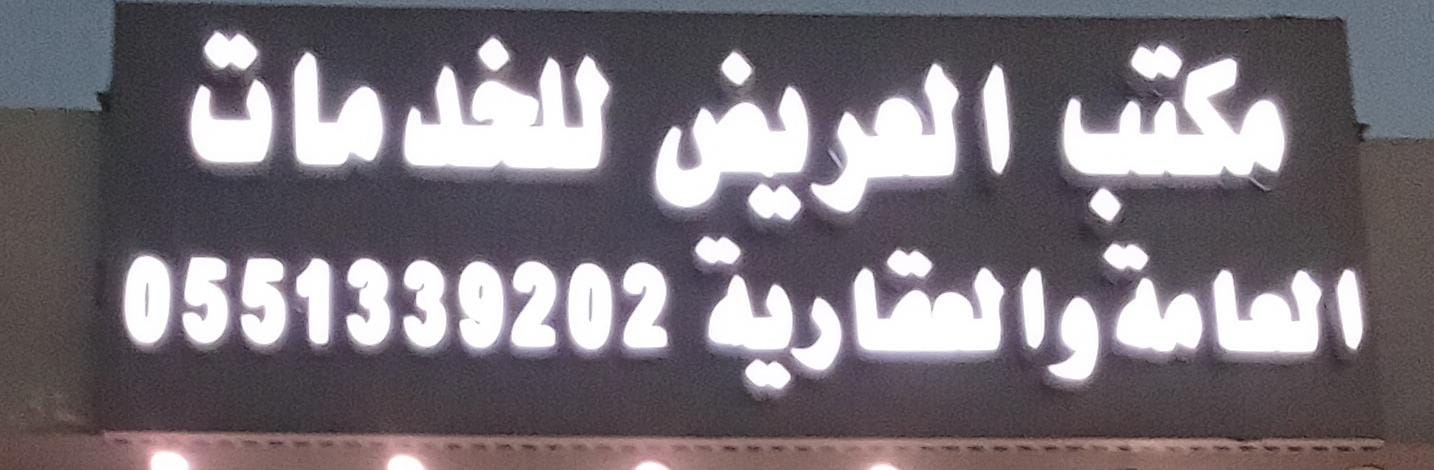 مكتب العريض للخدمات
العامة والعقارية 0551339202